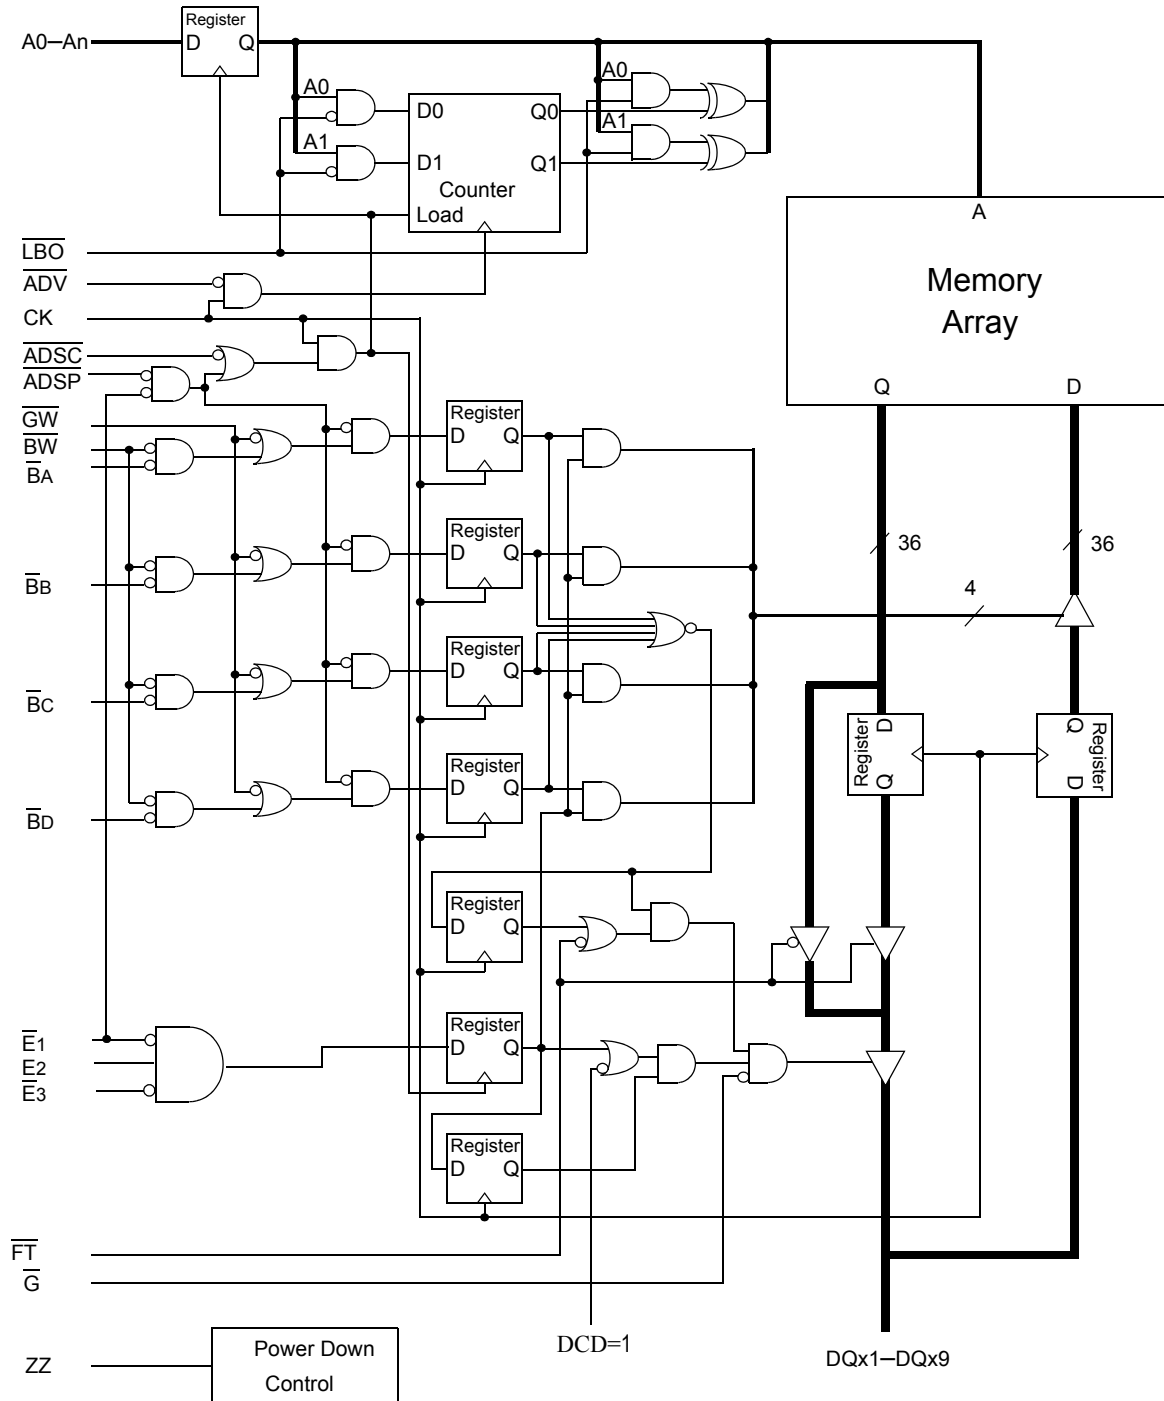 Register
A0–An
D Q
A0
A0
D0
Q0
A1
A1
D1
Q1
Counter
Load
A
LBO
ADV
Memory
Array
CK
ADSC
ADSP
Q D
GW
BW
BA
Register
D Q
Register
D Q
BB
36
36
4
Register
D Q
BC
D
Register
Q
Q
Register
D
Register
D Q
BD
Register
D Q
Register
D Q
E1
E2
E3
Register
D Q
FT
G
DCD=1
DQx1–DQx9
ZZ
Power Down
Control